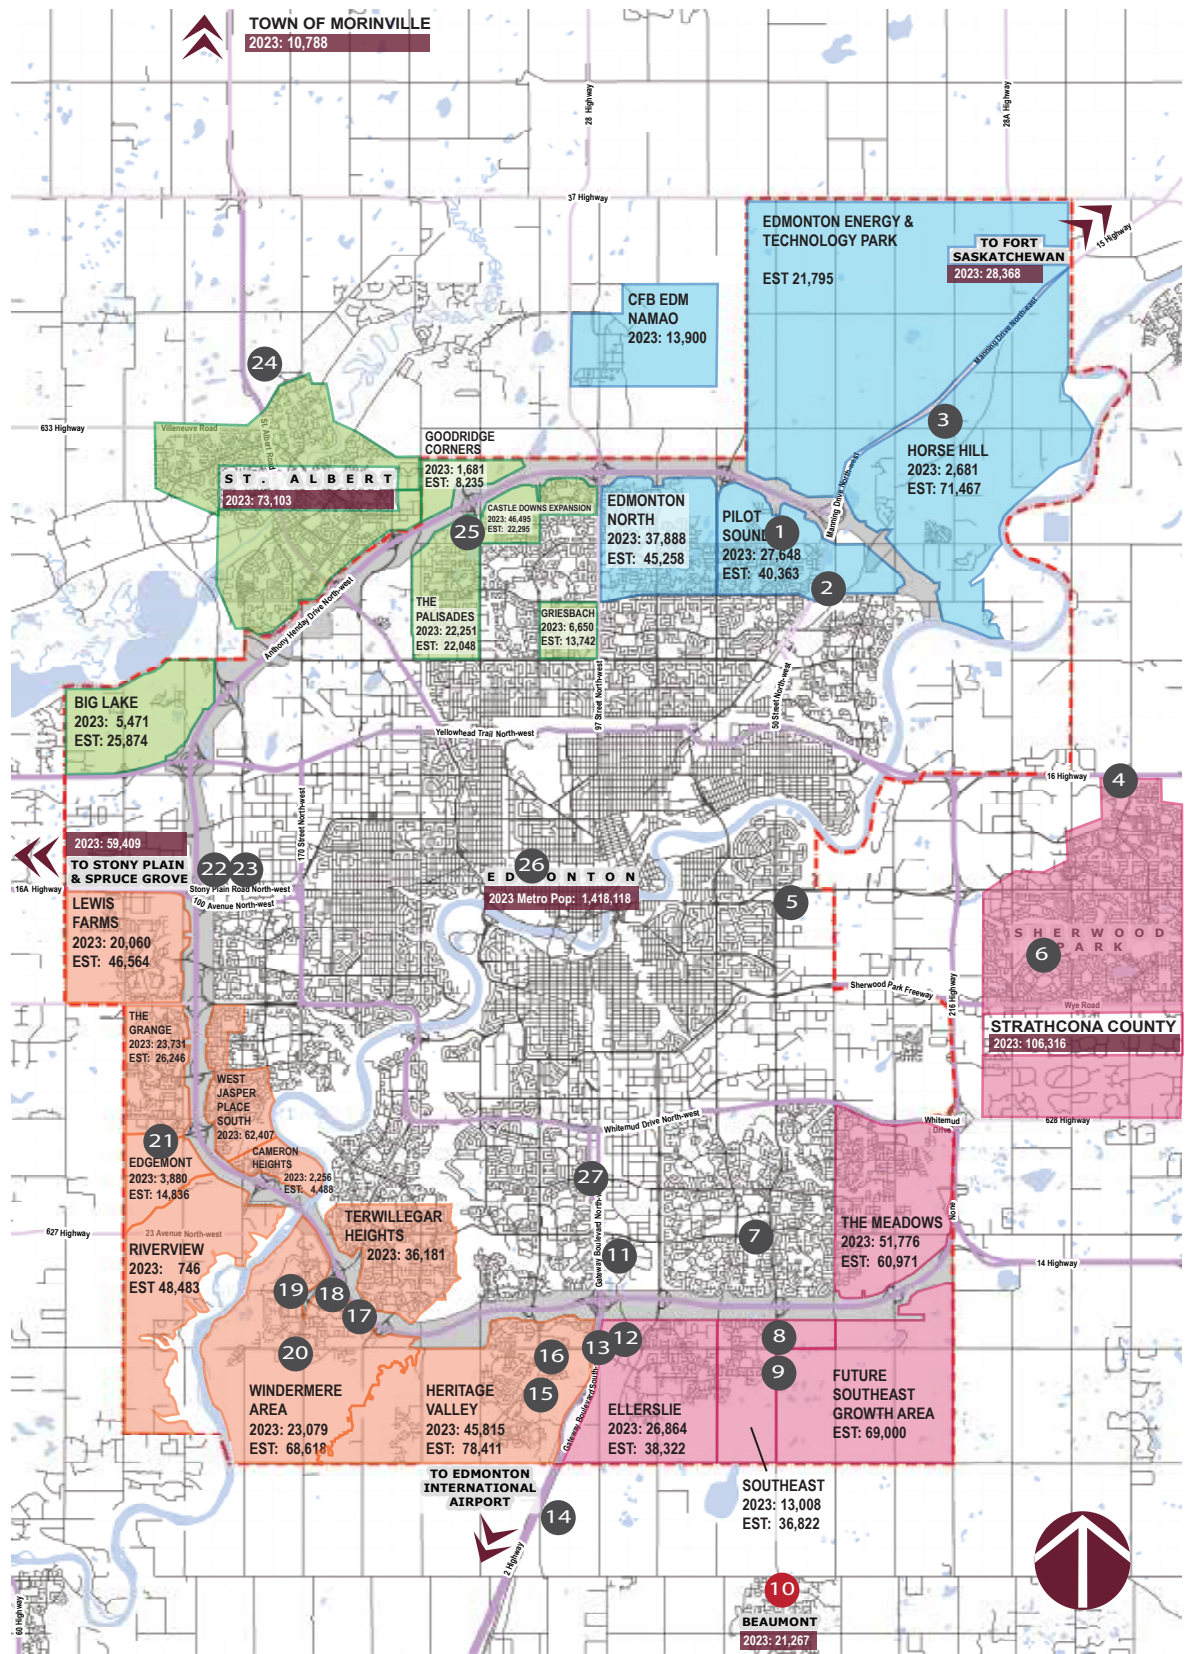 TOWN OF MORINVILLE
2023: 10,788
28 Highway
28A Highway
37 Highway
15 Highway
EDMONTON ENERGY &
TECHNOLOGY PARK
EST 21,795
TO FORT
SASKATCHEWAN
2023: 28,368
Manning Drive North-east
CFB EDM
NAMAO
2023: 13,900
24
3
HORSE HILL
2023: 2,681
EST: 71,467
633 Highway
Villeneuve Road
St. Albert Road
GOODRIDGE
CORNERS
2023: 1,681
EST: 8,235
ST. ALBERT
2023: 73,103
Manning Drive North-west
CASTLE DOWNS EXPANSION
2023: 46,495
EST: 22,295
25
EDMONTON
NORTH
2023: 37,888
EST: 45,258
PILOT
SOUND
1
2023: 27,648
EST: 40,363
2
THE
PALISADES
2023: 22,251
EST: 22,048
GRIESBACH
2023: 6,650
EST: 13,742
Anthony Henday Drive North-west
97 Street North-west
50 Street North-west
BIG LAKE
2023: 5,471
EST: 25,874
Yellowhead Trail North-west
16 Highway
4
170 Street North-west
2023: 59,409
TO STONY PLAIN
& SPRUCE GROVE
22
23
16A Highway
Stony Plain Road North-west
100 Avenue North-west
26
EDMONTON
2023 Metro Pop: 1,418,118
5
LEWIS
FARMS
2023: 20,060
EST: 46,564
SHERWOOD
PARK
6
Sherwood Park Freeway
216 Highway
Wye Road
STRATHCONA COUNTY
2023: 106,316
THE
GRANGE
2023: 23,731
EST: 26,246
WEST
JASPER
PLACE
SOUTH
2023: 62,407
Whitemud Drive North-west
Whitemud
Drive
628 Highway
21
EDGEMONT
2023: 3,880
EST: 14,836
CAMERON
HEIGHTS
2023: 2,256
EST: 4,488
27
Gateway Boulevard North-w
627 Highway
23 Avenue North-west
RIVERVIEW
2023: 746
EST 48,483
TERWILLEGAR
HEIGHTS
2023: 36,181
11
7
THE MEADOWS
2023: 51,776
EST: 60,971
None
14 Highway
19
18
17
20
16
15
13
12
8
9
WINDERMERE
AREA
2023: 23,079
EST: 68,618
HERITAGE
VALLEY
2023: 45,815
EST: 78,411
Gateway Boulevard South-
ELLERSLIE
2023: 26,864
EST: 38,322
FUTURE
SOUTHEAST
GROWTH AREA
EST: 69,000
TO EDMONTON
INTERNATIONAL
AIRPORT
14
2 Highway
SOUTHEAST
2023: 13,008
EST: 36,822
60 Highway
10
BEAUMONT
2023: 21,267